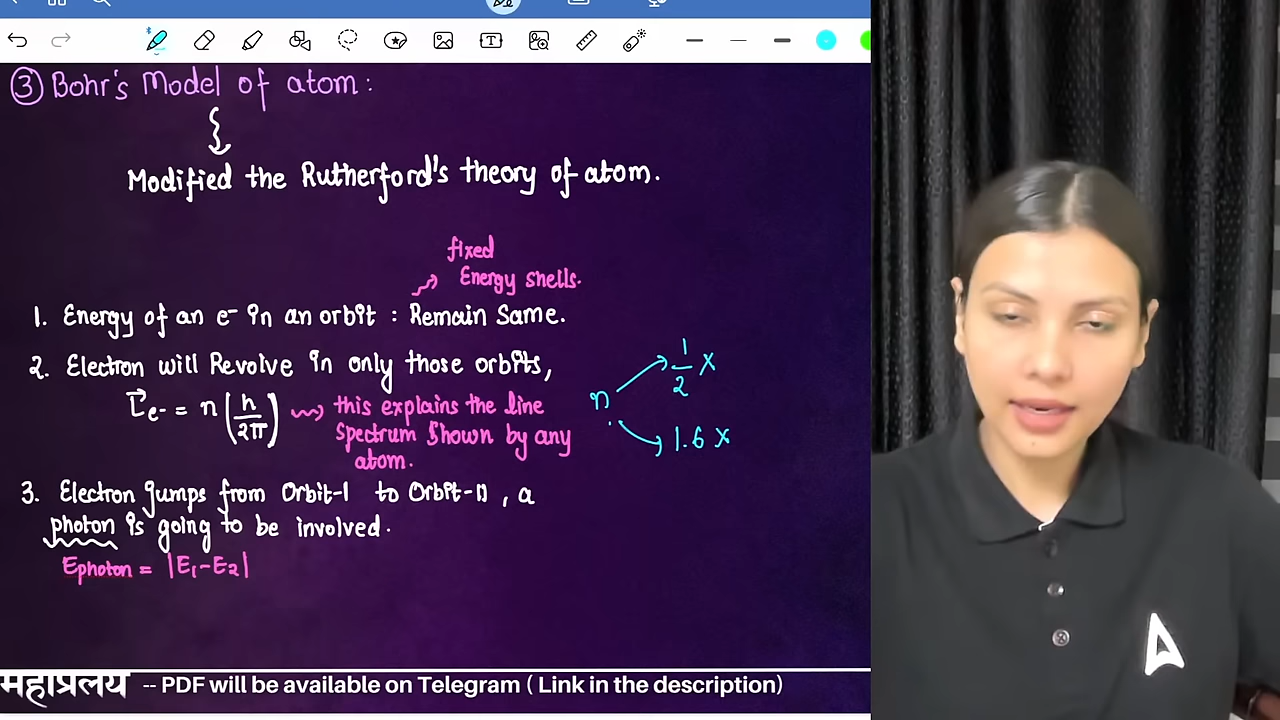 ③ Bohr's Model of atom :
Modified the Rutherford's theory of atom.
fixed
Energy shells.
1. Energy of an e⁻ in an orbit : Remain Same.
2. Electron will Revolve in only those orbits,
L⃗e⁻ = n(h/2π) this explains the line
spectrum shown by any
atom.
n
1/2 x
1.6 x
3. Electron jumps from Orbit-I to Orbit-II, a
photon is going to be involved.
Ephoton = |E₁-E₂|
महाप्रलय -- PDF will be available on Telegram ( Link in the description)